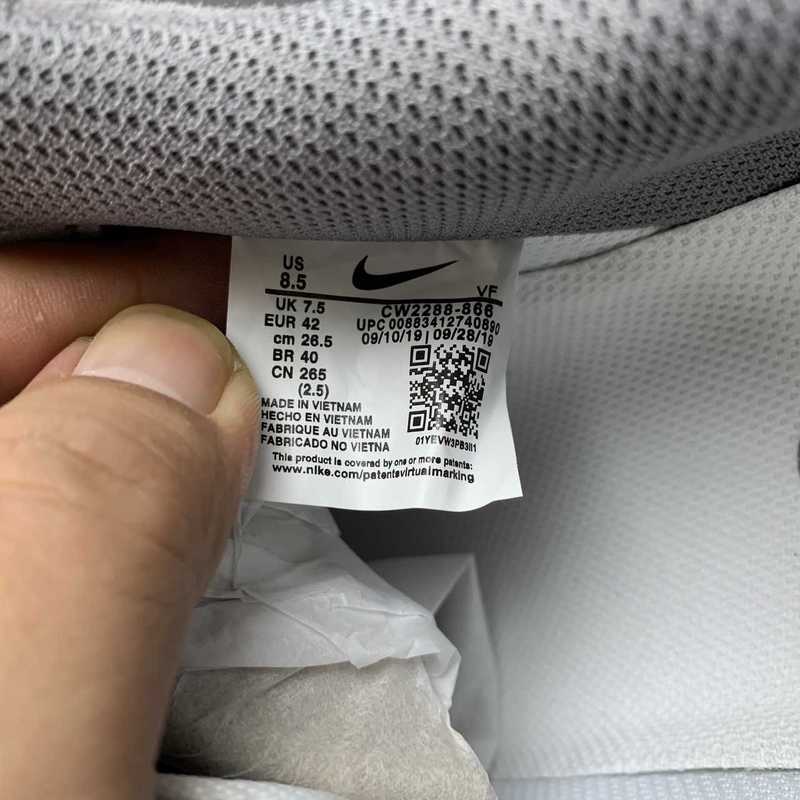 US
8.5
VF
UK 7.5
EUR 42
cm 26.5
BR 40
CN 265
(2.5)
CW2288-866
UPC 00883412740890
09/10/19 | 09/28/19
01YEVW3PB3II1
MADE IN VIETNAM
HECHO EN VIETNAM
FABRIQUE AU VIETNAM
FABRICADO NO VIETNA
This product is covered by one or more patents:
www.nike.com/patentsvirtualmarking